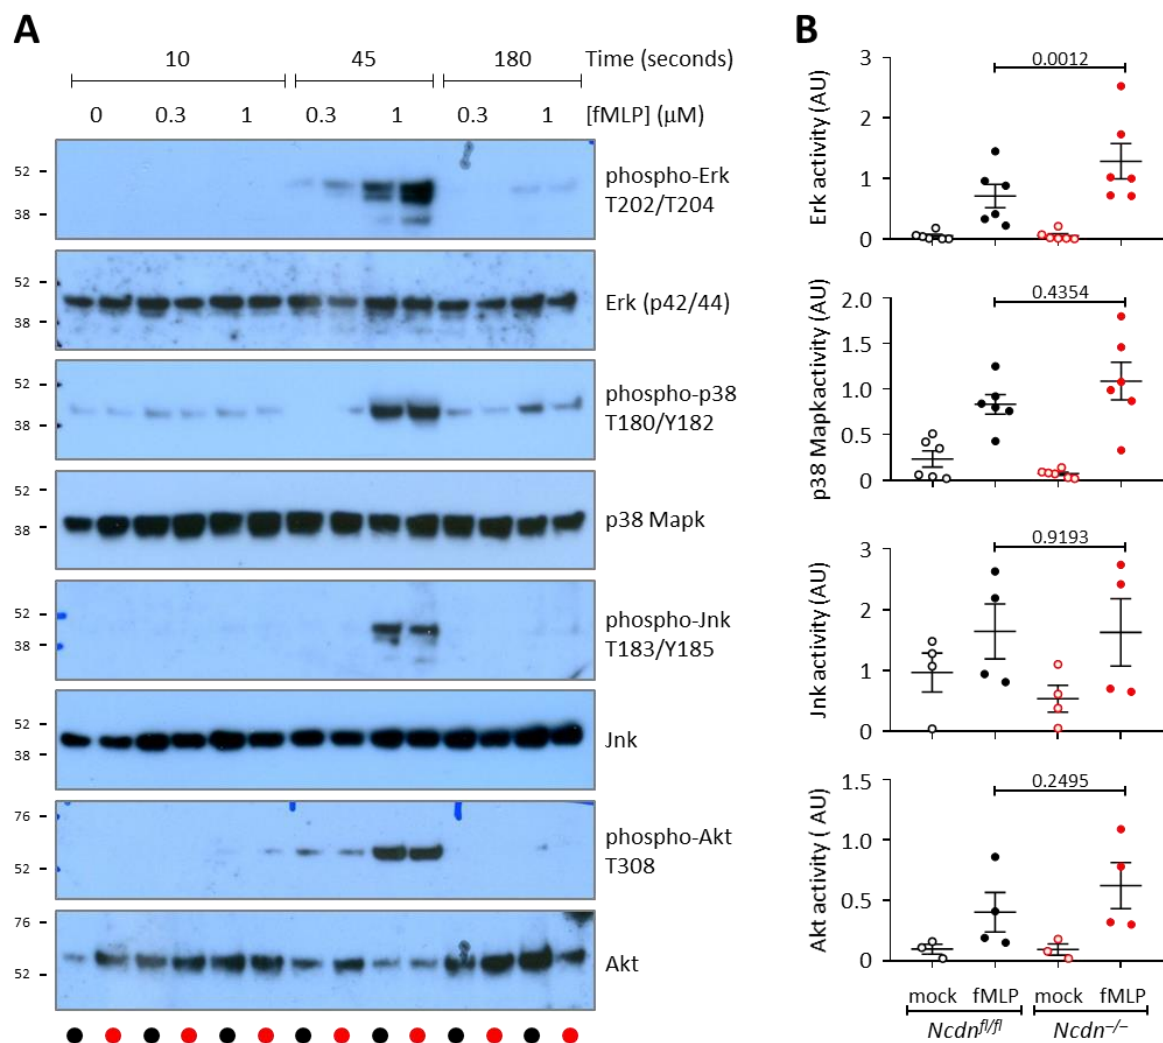 A
10 45 180 Time (seconds)
0 0.3 1 0.3 1 0.3 1 [fMLP] (µM)
52
38
phospho-Erk
T202/T204
52
38
Erk (p42/44)
52
38
phospho-p38
T180/Y182
52
38
p38 Mapk
52
38
phospho-Jnk
T183/Y185
52
38
Jnk
76
52
phospho-Akt
T308
76
52
Akt
B
Erk activity (AU)
3
2
1
0
0.0012
p38 Mapkactivity (AU)
2.0
1.5
1.0
0.5
0
0.4354
Jnk activity (AU)
3
2
1
0
0.9193
Akt activity ( AU)
1.5
1.0
0.5
0
0.2495
mock fMLP mock fMLP
Ncdnfl/fl Ncdn−/−